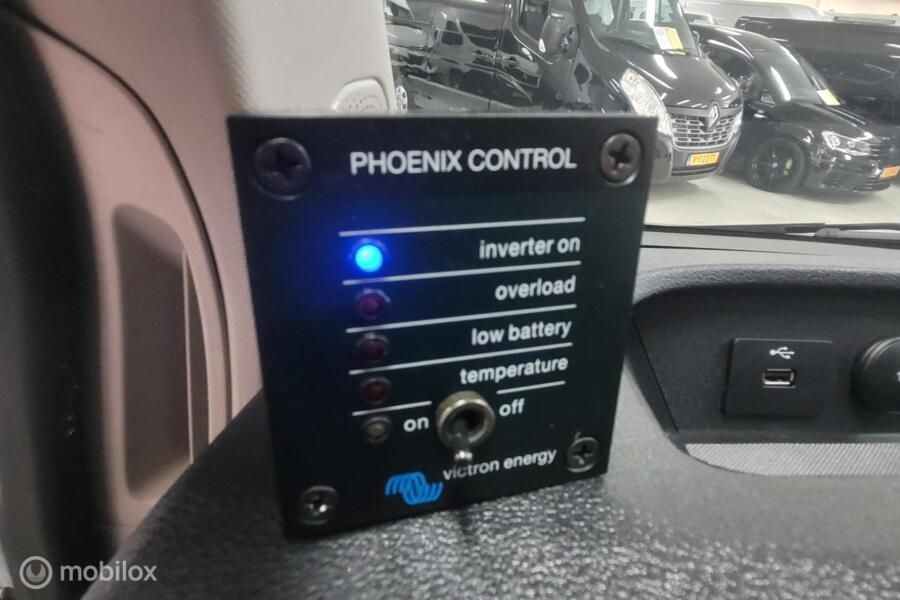 PHOENIX CONTROL
inverter on
overload
low battery
temperature
on off
victron energy
mobilox